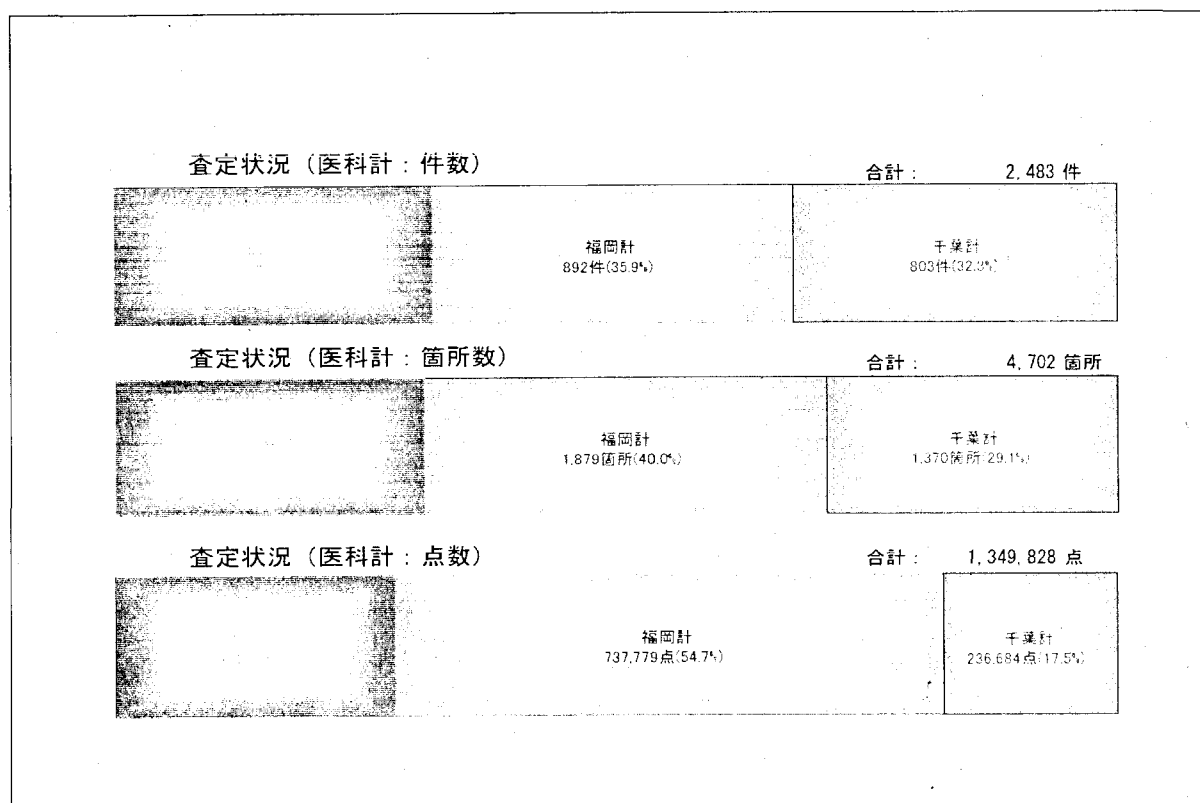 査定状況（医科計：件数）
合計： 2,483 件
福岡計
892件(35.9%)
千葉計
803件(32.3%)
査定状況（医科計：箇所数）
合計： 4,702 箇所
福岡計
1,879箇所(40.0%)
千葉計
1,370箇所(29.1%)
査定状況（医科計：点数）
合計： 1,349,828 点
福岡計
737,779点(54.7%)
千葉計
236,684点(17.5%)